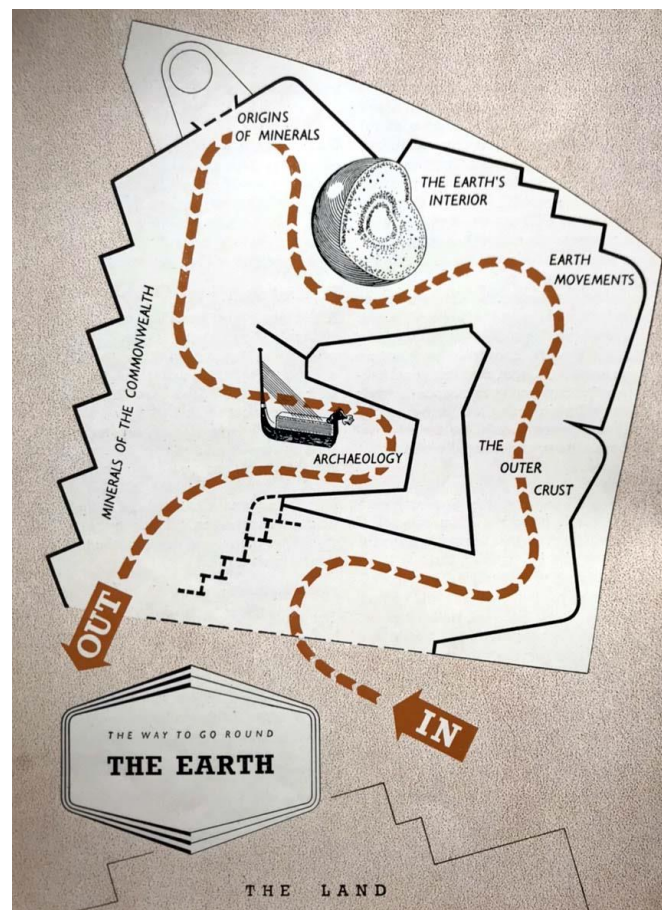 ORIGINS
OF MINERALS
THE EARTH'S
INTERIOR
EARTH
MOVEMENTS
MINERALS OF THE COMMONWEALTH
THE
OUTER
CRUST
ARCHAEOLOGY
OUT
IN
THE WAY TO GO ROUND
THE EARTH
THE LAND